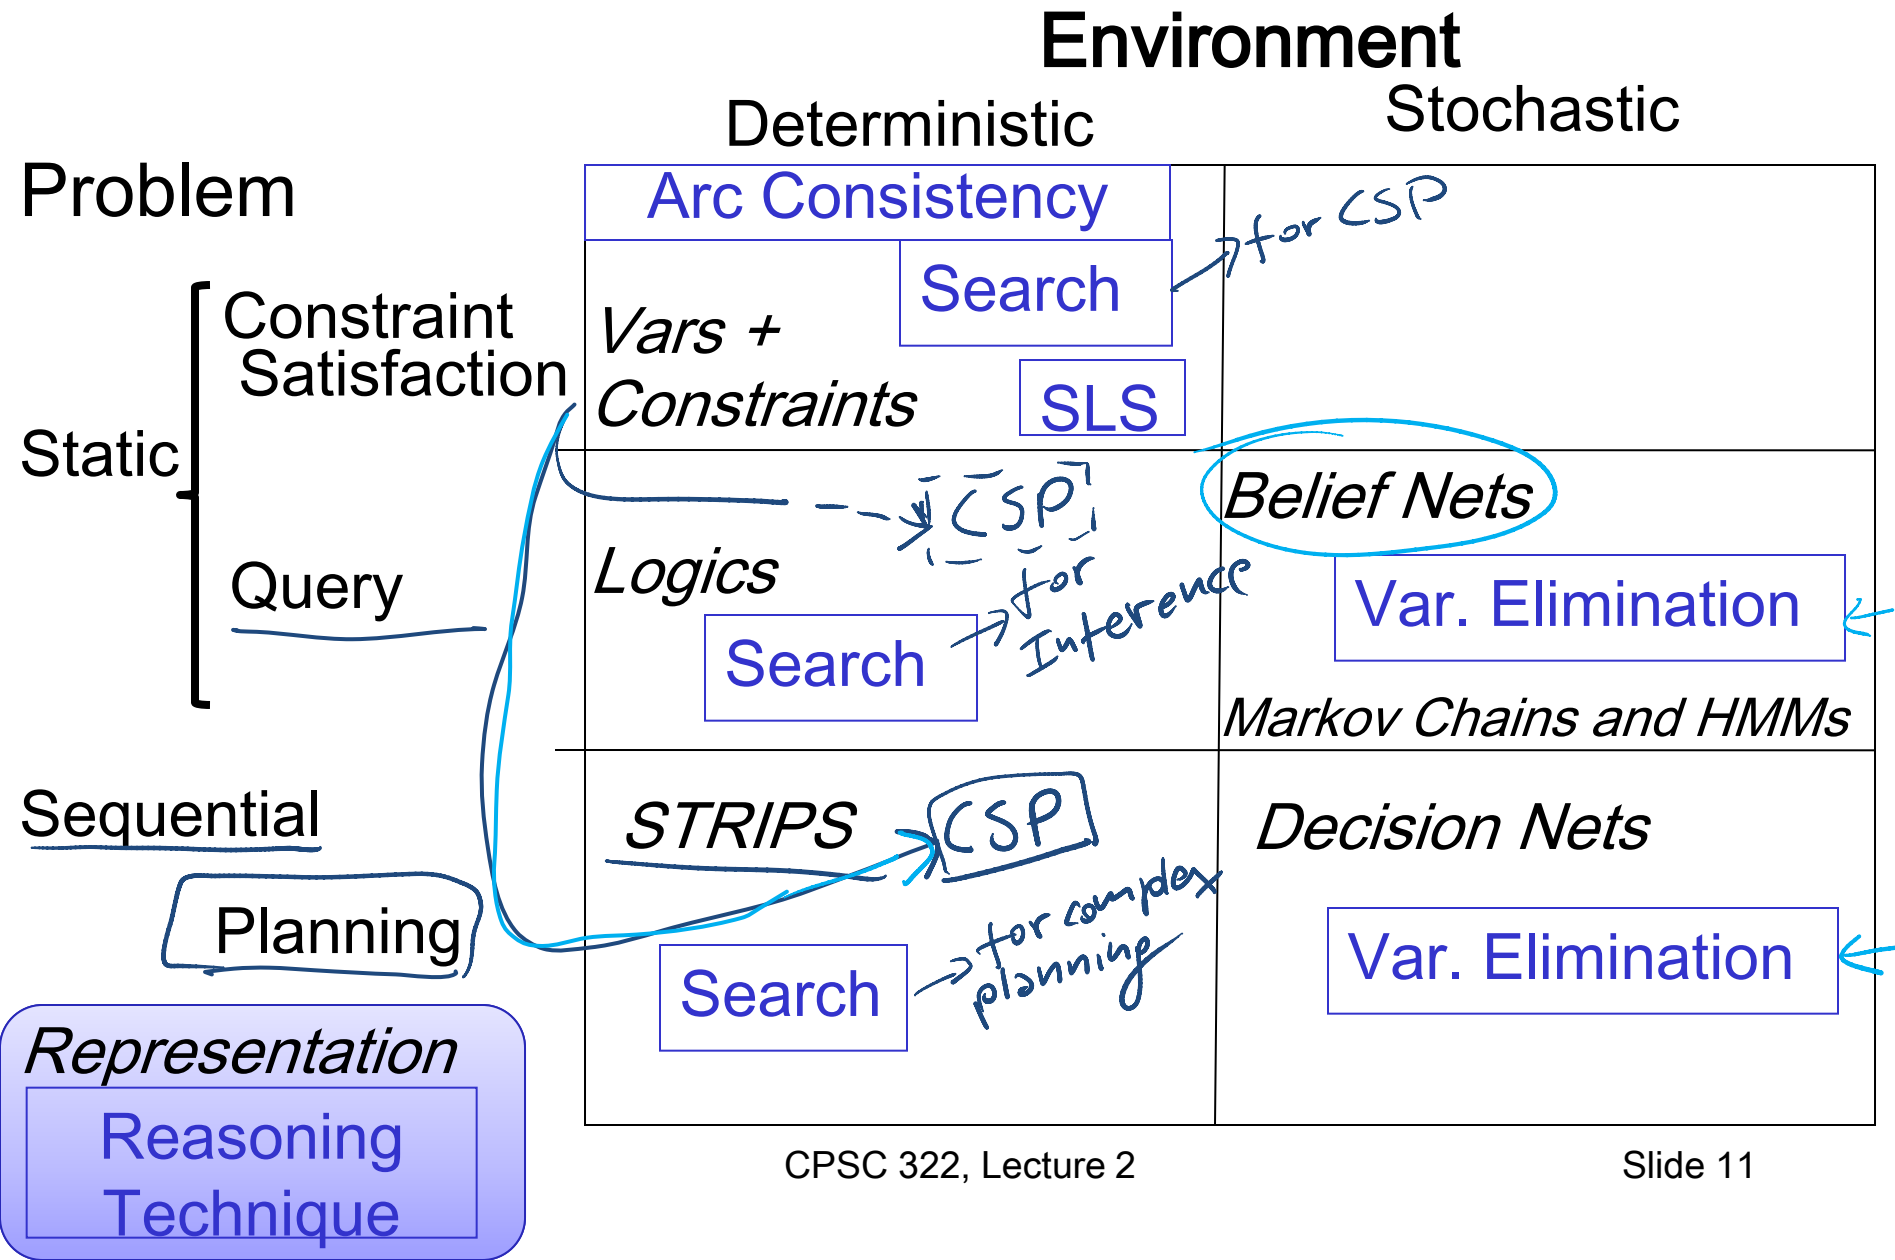 Environment
Deterministic
Stochastic
Problem
Arc Consistency
for CSP
Search
Constraint
Satisfaction
Vars +
Constraints
SLS
Static
CSP
Belief Nets
Query
Logics
for
Inference
Var. Elimination
Search
Markov Chains and HMMs
Sequential
STRIPS
CSP
Decision Nets
Planning
for complex
planning
Search
Var. Elimination
Representation
Reasoning
Technique
CPSC 322, Lecture 2
Slide 11